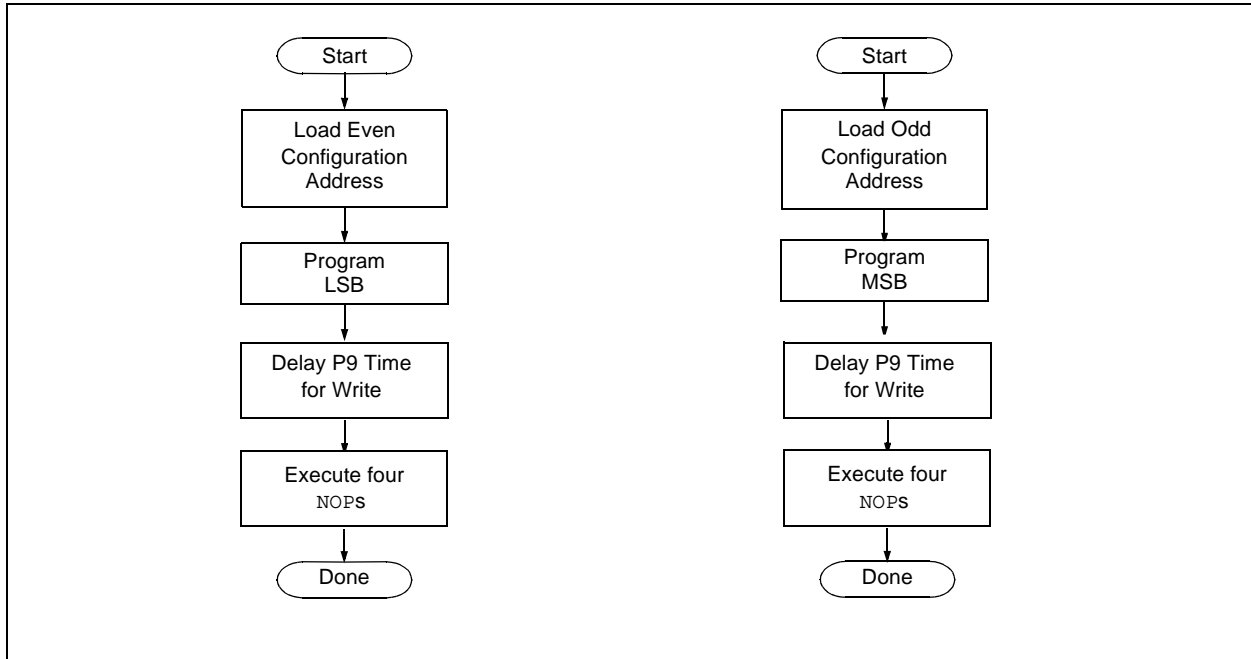 Start
Load Even
Configuration
Address
Program
LSB
Delay P9 Time
for Write
Execute four
NOPs
Done
Start
Load Odd
Configuration
Address
Program
MSB
Delay P9 Time
for Write
Execute four
NOPs
Done